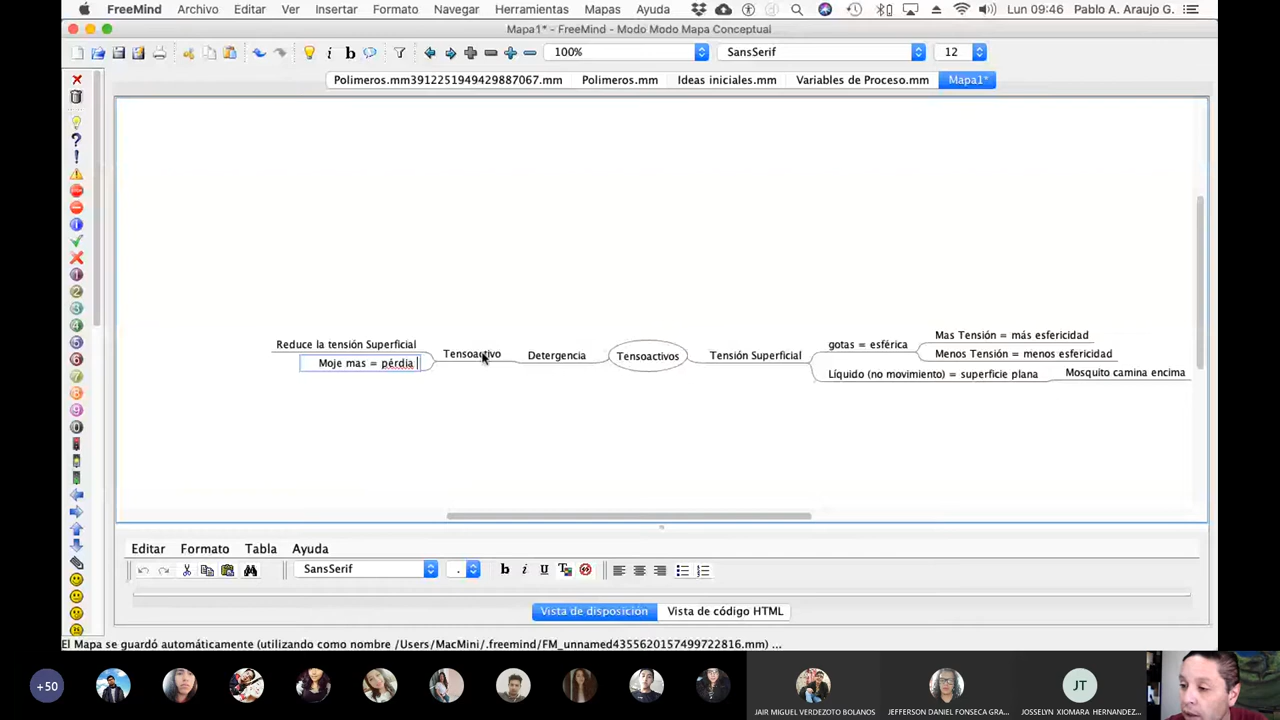 FreeMind Archivo Editar Ver Insertar Formato Navegar Herramientas Mapas Ayuda Lun 09:46 Pablo A. Araujo G.
Mapa1* - FreeMind - Modo Modo Mapa Conceptual
100% SansSerif 12
Polimeros.mm3912251949429887067.mm Polimeros.mm Ideas iniciales.mm Variables de Proceso.mm Mapa1*
Mas Tensión = más esfericidad
Reduce la tensión Superficial gotas = esférica
Tensoactivo Detergencia Tensoactivos Tensión Superficial Menos Tensión = menos esfericidad
Moje mas = pérdia
Líquido (no movimiento) = superficie plana Mosquito camina encima
Editar Formato Tabla Ayuda
SansSerif .
Vista de disposición Vista de código HTML
El Mapa se guardó automáticamente (utilizando como nombre /Users/MacMini/.freemind/FM_unnamed4355620157499722816.mm) ...
+50 JT
JAIR MIGUEL VERDEZOTO BOLANOS JEFFERSON DANIEL FONSECA GRA... JOSSELYN XIOMARA HERNANDEZ...